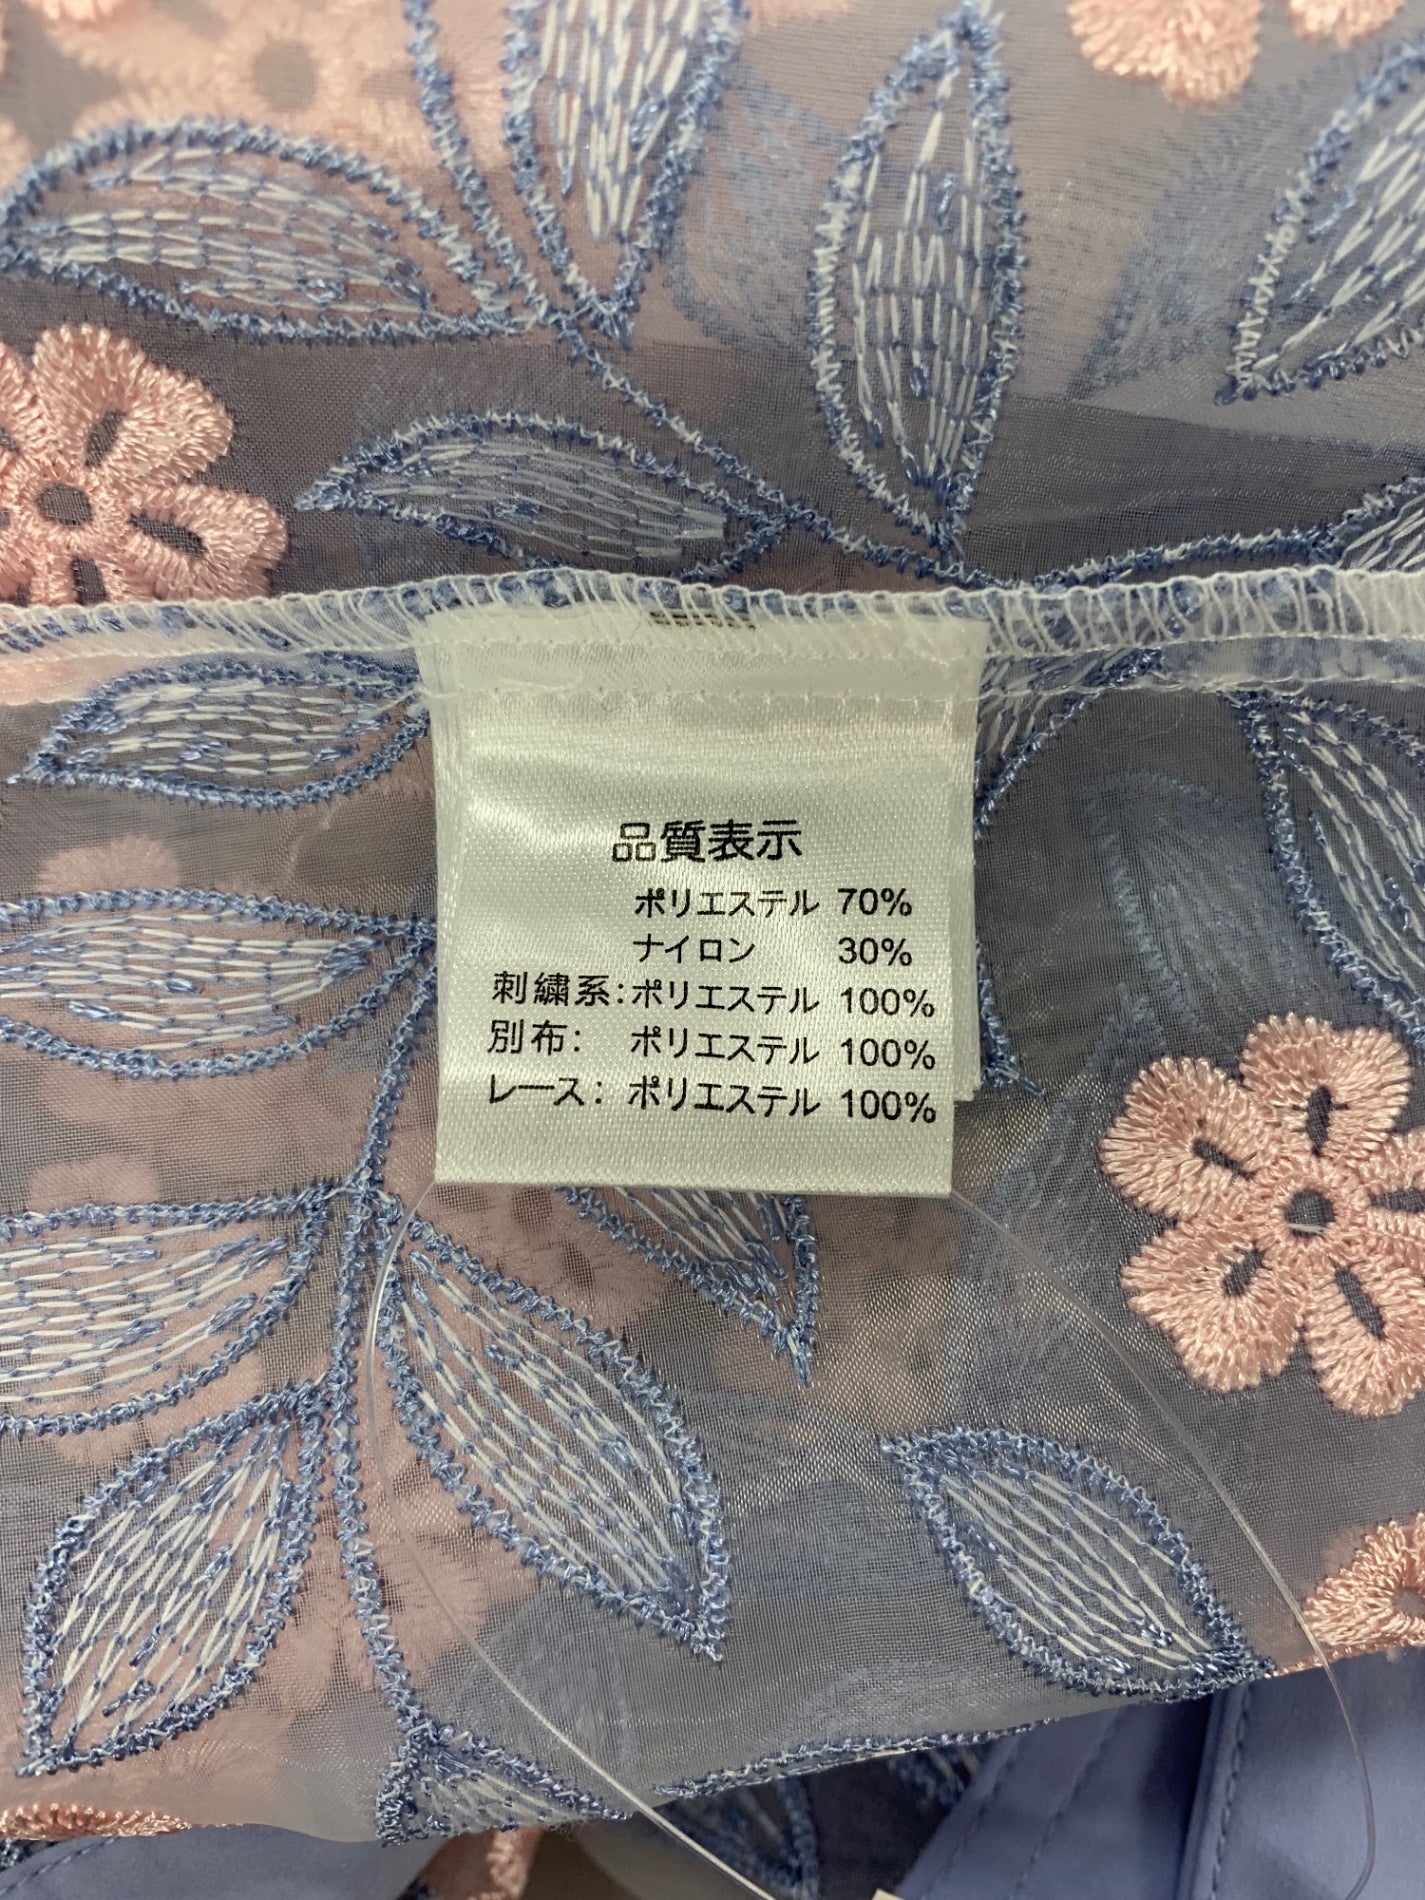 品質表示
ポリエステル 70%
ナイロン 30%
刺繍系:ポリエステル 100%
別布: ポリエステル 100%
レース: ポリエステル 100%